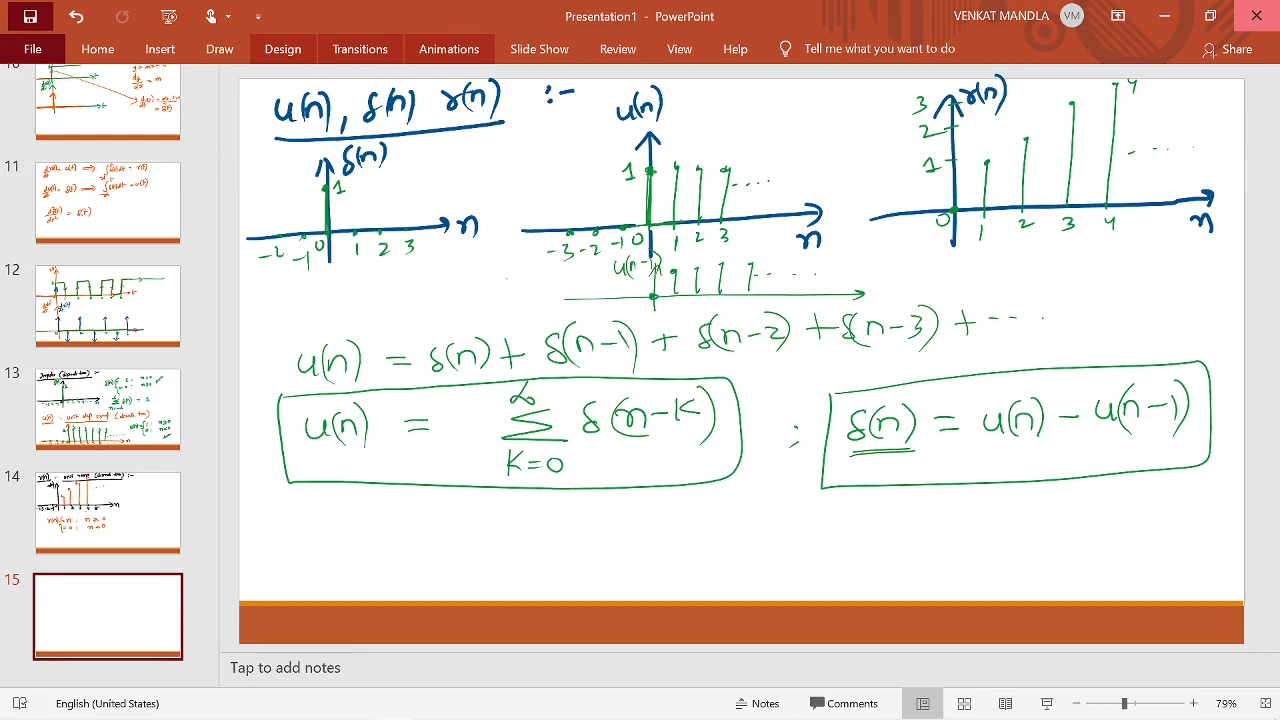 Presentation1 - PowerPoint
VENKAT MANDLA VM
File Home Insert Draw Design Transitions Animations Slide Show Review View Help Tell me what you want to do Share
11
12
13
14
15
u(n), δ(n) r(n) :-
δ(n)
1
-2 -1 0 1 2 3 n
u(n)
1 ....
-3 -2 -1 0 1 2 3 n
r(n)
4
3
2
1 ....
0 1 2 3 4 n
u(n-1) ....
u(n) = δ(n) + δ(n-1) + δ(n-2) + δ(n-3) + ....
u(n) = ∞ Σ K=0 δ(n-K) ; δ(n) = u(n) - u(n-1)
Tap to add notes
English (United States) Notes Comments 79%